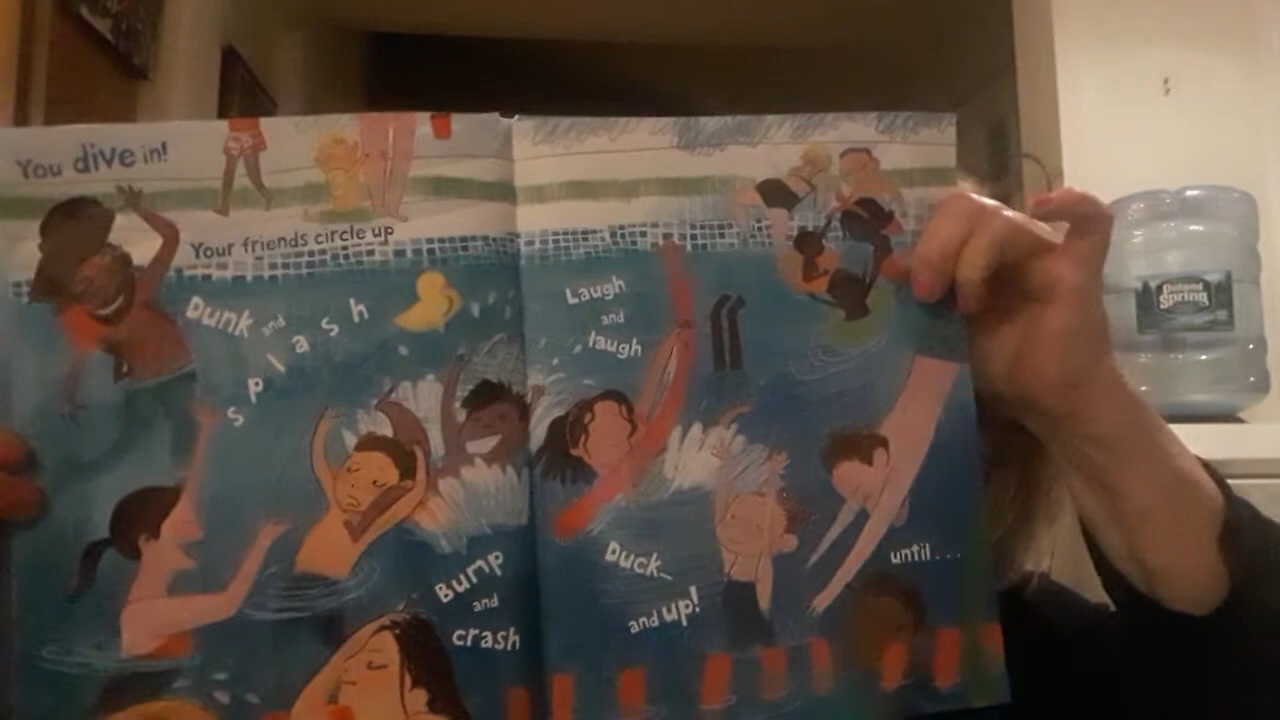 You dive in!
Your friends circle up
Dunk and
splash
Bump
and
crash
Laugh
and
laugh
Duck—
and up!
until...
Poland
Spring